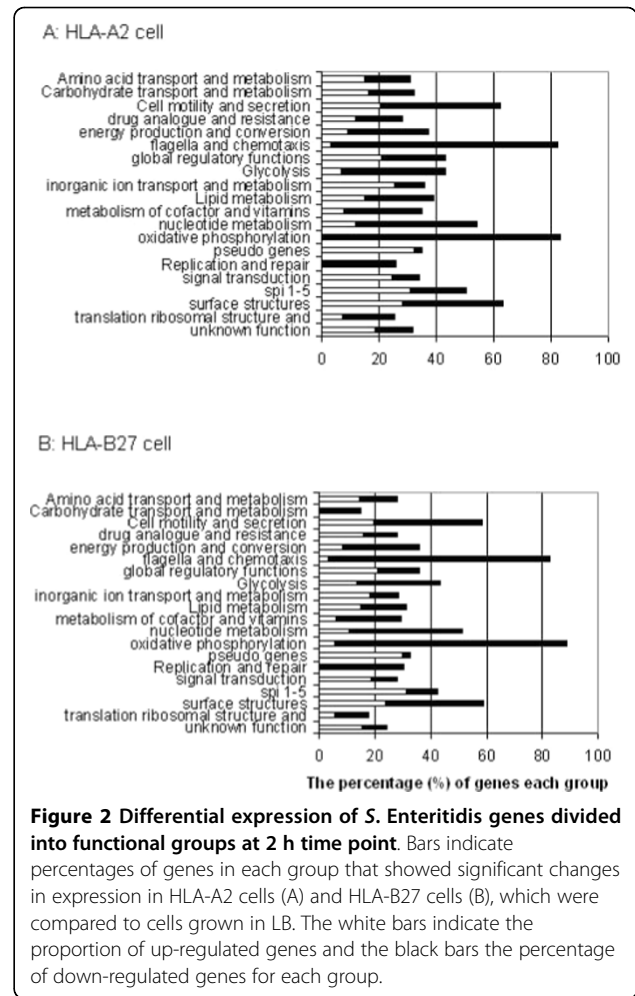 A: HLA-A2 cell
Amino acid transport and metabolism
Carbohydrate transport and metabolism
Cell motility and secretion
drug analogue and resistance
energy production and conversion
flagella and chemotaxis
global regulatory functions
Glycolysis
inorganic ion transport and metabolism
Lipid metabolism
metabolism of cofactor and vitamins
nucleotide metabolism
oxidative phosphorylation
pseudo genes
Replication and repair
signal transduction
spi 1-5
surface structures
translation ribosomal structure and
unknown function
0 20 40 60 80 100
B: HLA-B27 cell
Amino acid transport and metabolism
Carbohydrate transport and metabolism
Cell motility and secretion
drug analogue and resistance
energy production and conversion
flagella and chemotaxis
global regulatory functions
Glycolysis
inorganic ion transport and metabolism
Lipid metabolism
metabolism of cofactor and vitamins
nucleotide metabolism
oxidative phosphorylation
pseudo genes
Replication and repair
signal transduction
spi 1-5
surface structures
translation ribosomal structure and
unknown function
0 20 40 60 80 100
The percentage (%) of genes each group
Figure 2 Differential expression of S. Enteritidis genes divided
into functional groups at 2 h time point. Bars indicate
percentages of genes in each group that showed significant changes
in expression in HLA-A2 cells (A) and HLA-B27 cells (B), which were
compared to cells grown in LB. The white bars indicate the
proportion of up-regulated genes and the black bars the percentage
of down-regulated genes for each group.